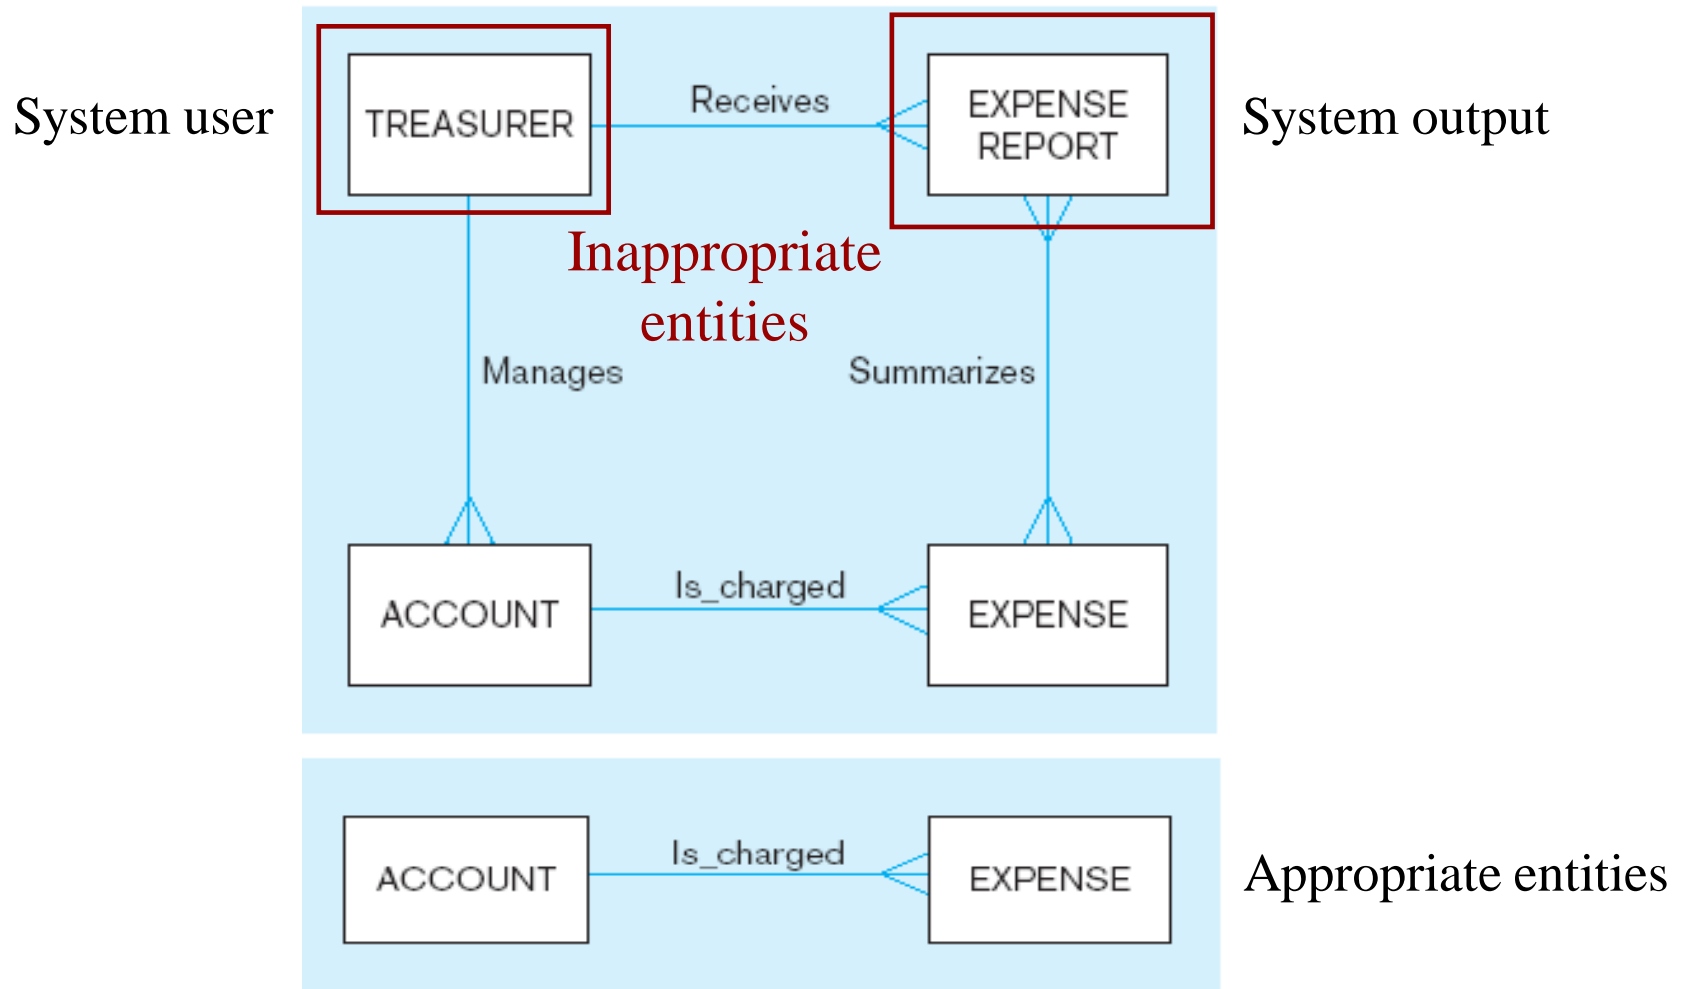 System user
TREASURER
Receives
EXPENSE
REPORT
System output
Inappropriate
entities
Manages
Summarizes
ACCOUNT
Is_charged
EXPENSE
ACCOUNT
Is_charged
EXPENSE
Appropriate entities